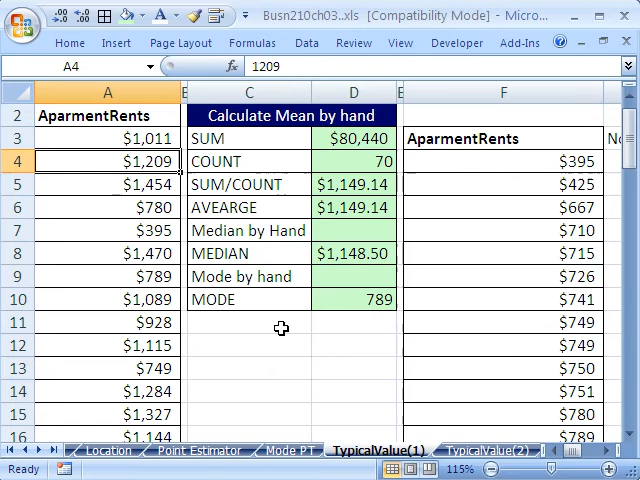 Busn210ch03..xls [Compatibility Mode] - Micro...
Home Insert Page Layout Formulas Data Review View Developer Add-Ins
A4 fx 1209
A C D E F
2 AparmentRents Calculate Mean by hand
3 $1,011 SUM $80,440 AparmentRents
4 $1,209 COUNT 70 $395
5 $1,454 SUM/COUNT $1,149.14 $425
6 $780 AVEARGE $1,149.14 $667
7 $395 Median by Hand $710
8 $1,470 MEDIAN $1,148.50 $715
9 $789 Mode by hand $726
10 $1,089 MODE 789 $741
11 $928 $749
12 $1,115 $749
13 $749 $750
14 $1,284 $751
15 $1,327 $780
16 $1,144 $789
Location Point Estimator Mode PT TypicalValue(1) TypicalValue(2)
Ready 115%